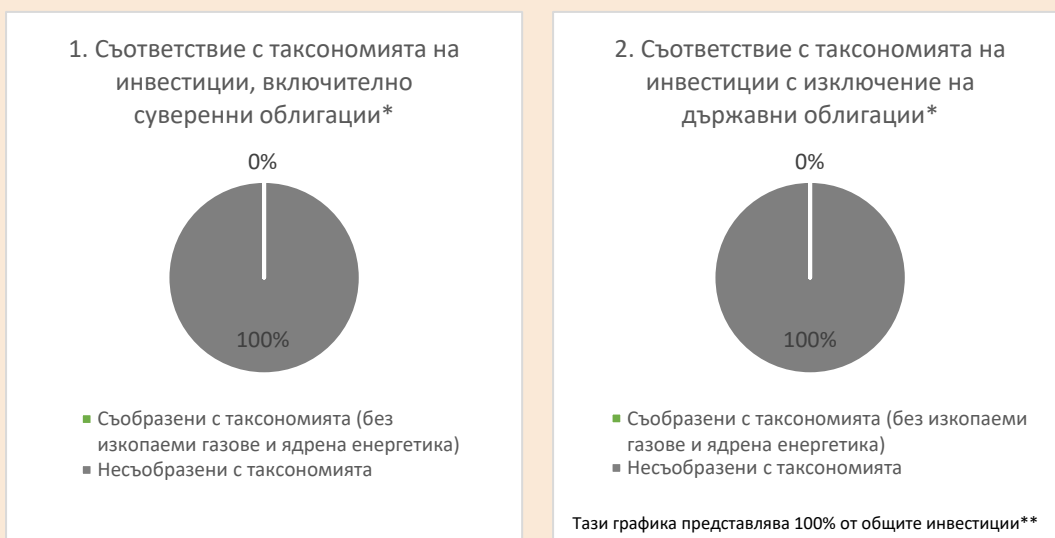 1. Съответствие с таксономията на
инвестиции, включително
суверенни облигации*
0%
100%
Съобразени с таксономията (без
изкопаеми газове и ядрена енергетика)
Несъобразени с таксономията
2. Съответствие с таксономията на
инвестиции с изключение на
държавни облигации*
0%
100%
Съобразени с таксономията (без изкопаеми
газове и ядрена енергетика)
Несъобразени с таксономията
Тази графика представлява 100% от общите инвестиции**